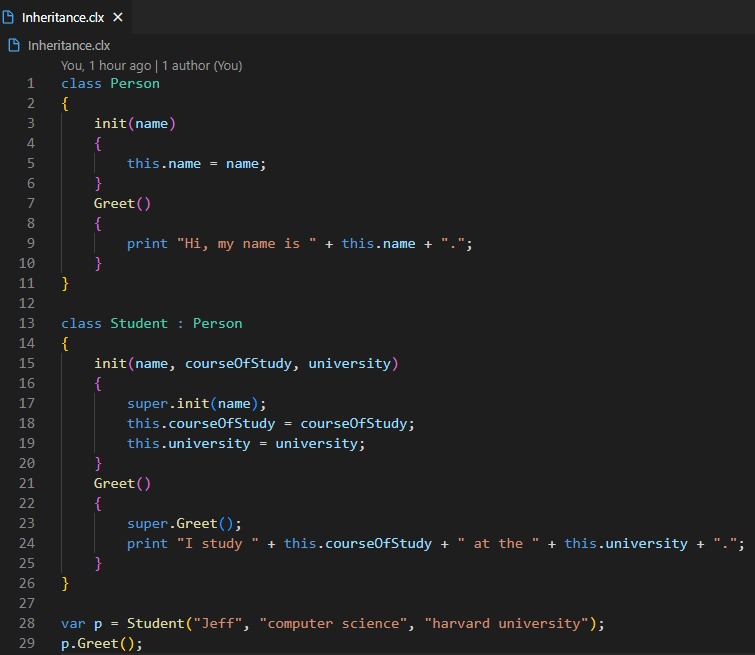 Inheritance.clx ×
Inheritance.clx
You, 1 hour ago | 1 author (You)
1 class Person
2 {
3     init(name)
4     {
5         this.name = name;
6     }
7     Greet()
8     {
9         print "Hi, my name is " + this.name + ".";
10     }
11 }
12
13 class Student : Person
14 {
15     init(name, courseOfStudy, university)
16     {
17         super.init(name);
18         this.courseOfStudy = courseOfStudy;
19         this.university = university;
20     }
21     Greet()
22     {
23         super.Greet();
24         print "I study " + this.courseOfStudy + " at the " + this.university + ".";
25     }
26 }
27
28 var p = Student("Jeff", "computer science", "harvard university");
29 p.Greet();